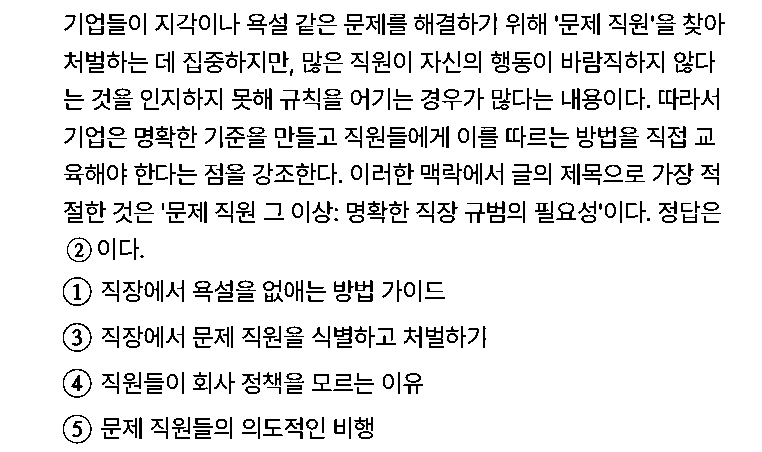 기업들이 지각이나 욕설 같은 문제를 해결하기 위해 '문제 직원'을 찾아
처벌하는 데 집중하지만, 많은 직원이 자신의 행동이 바람직하지 않다
는 것을 인지하지 못해 규칙을 어기는 경우가 많다는 내용이다. 따라서
기업은 명확한 기준을 만들고 직원들에게 이를 따르는 방법을 직접 교
육해야 한다는 점을 강조한다. 이러한 맥락에서 글의 제목으로 가장 적
절한 것은 '문제 직원 그 이상: 명확한 직장 규범의 필요성'이다. 정답은
②이다.
① 직장에서 욕설을 없애는 방법 가이드
③ 직장에서 문제 직원을 식별하고 처벌하기
④ 직원들이 회사 정책을 모르는 이유
⑤ 문제 직원들의 의도적인 비행